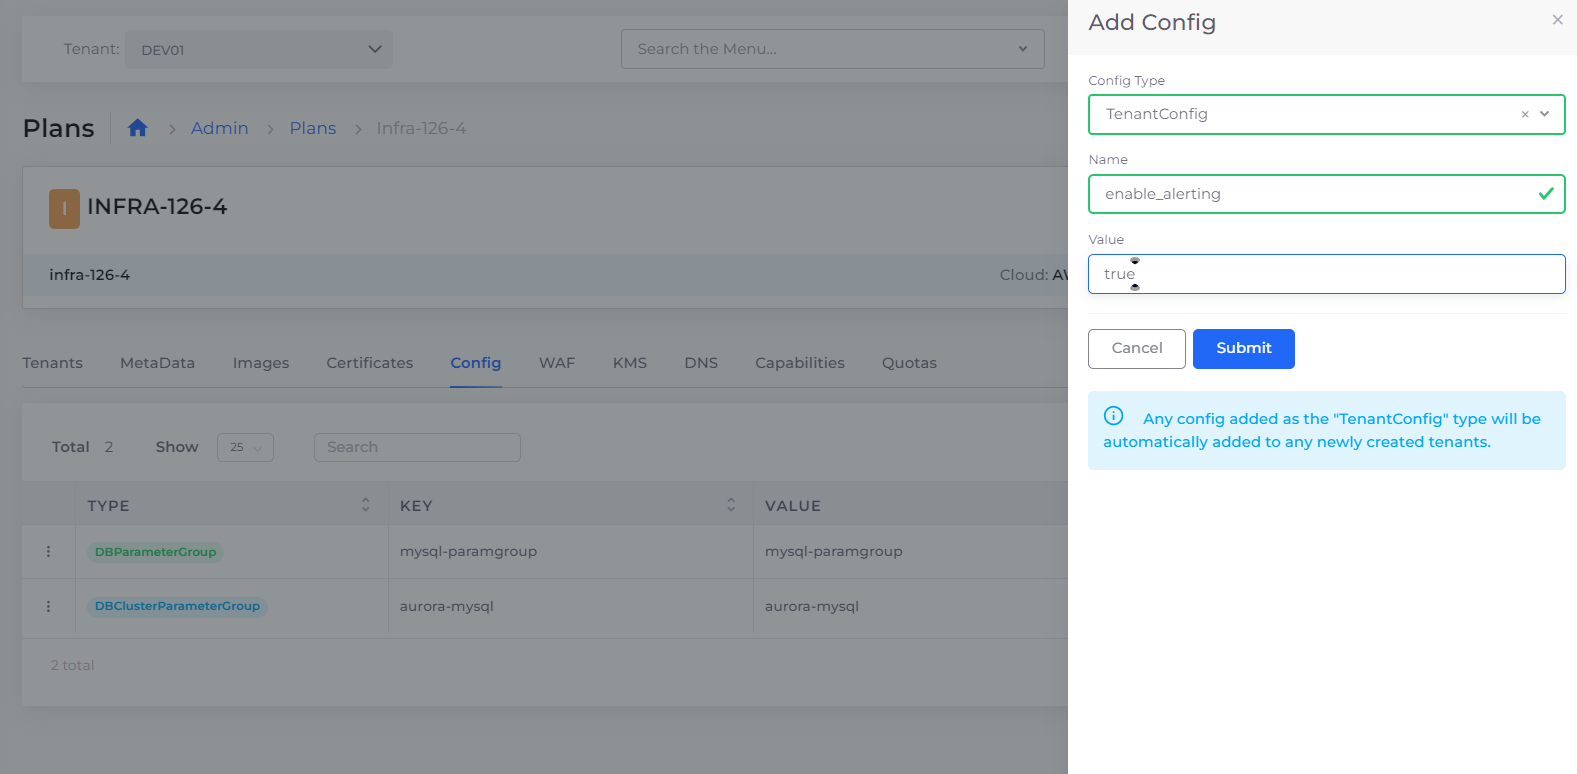 Tenant: DEV01
Search the Menu...
Plans Admin Plans Infra-126-4
I INFRA-126-4
infra-126-4 Cloud:
Tenants MetaData Images Certificates Config WAF KMS DNS Capabilities Quotas
Total 2 Show 25 Search
TYPE KEY VALUE
DBParameterGroup mysql-paramgroup mysql-paramgroup
DBClusterParameterGroup aurora-mysql aurora-mysql
2 total
Add Config ×
Config Type
TenantConfig ×
Name
enable_alerting
Value
true
Cancel Submit
Any config added as the "TenantConfig" type will be
automatically added to any newly created tenants.